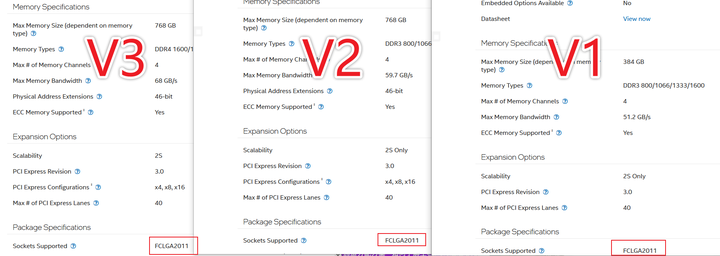 Memory Specifications
Max Memory Size (dependent on memory
type) ?
768 GB
Memory Types ?
DDR4 1600/1
Max # of Memory Channels
4
Max Memory Bandwidth
68 GB/s
Physical Address Extensions ?
46-bit
ECC Memory Supported ‡ ?
Yes
V3
Expansion Options
Scalability
2S
PCI Express Revision ?
3.0
PCI Express Configurations ‡ ?
x4, x8, x16
Max # of PCI Express Lanes ?
40
Package Specifications
Sockets Supported ?
FCLGA2011
Memory Specifications
Max Memory Size (dependent on memory
type) ?
768 GB
Memory Types ?
DDR3 800/1066
Max # of Memory Channels
4
Max Memory Bandwidth
59.7 GB/s
Physical Address Extensions ?
46-bit
ECC Memory Supported ‡ ?
Yes
V2
Expansion Options
Scalability
2S Only
PCI Express Revision ?
3.0
PCI Express Configurations ‡ ?
x4, x8, x16
Max # of PCI Express Lanes ?
40
Package Specifications
Sockets Supported ?
FCLGA2011
Embedded Options Available ?
No
Datasheet
View now
Memory Specifications
Max Memory Size (dependent on memory
type) ?
384 GB
Memory Types ?
DDR3 800/1066/1333/1600
Max # of Memory Channels ?
4
Max Memory Bandwidth ?
51.2 GB/s
ECC Memory Supported ‡ ?
Yes
V1
Expansion Options
Scalability
2S Only
PCI Express Revision ?
3.0
Max # of PCI Express Lanes ?
40
Package Specifications
Sockets Supported ?
FCLGA2011